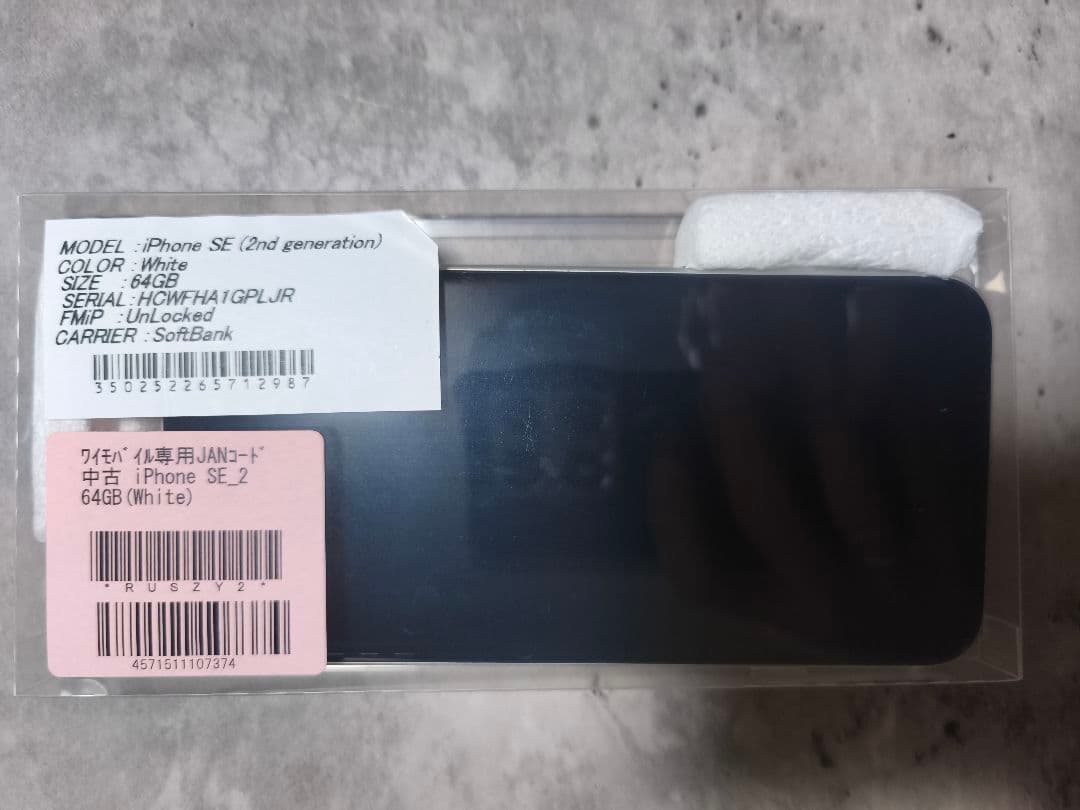 MODEL :iPhone SE (2nd generation)
COLOR :White
SIZE :64GB
SERIAL:HCWFHA1GPLJR
FMiP :UnLocked
CARRIER :SoftBank
350252265712987
ﾜｲﾓﾊﾞｲﾙ専用JANｺｰﾄﾞ
中古 iPhone SE_2
64GB(White)
*RUSZY2*
4571511107374